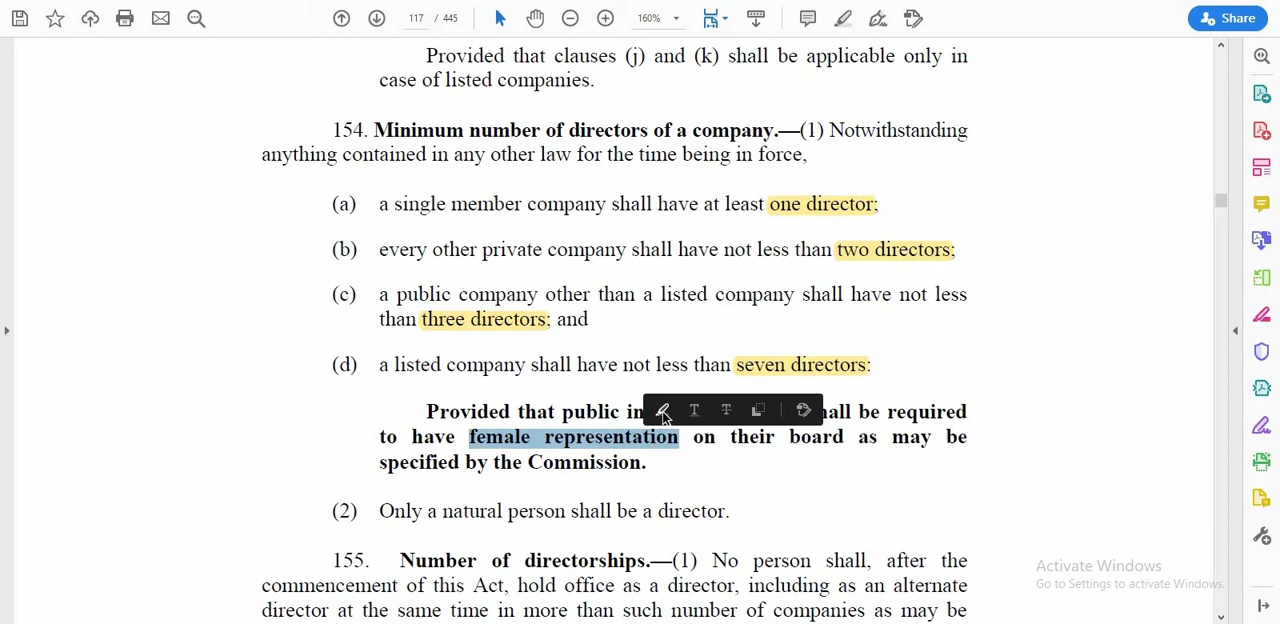 117 / 445
160%
Share
Provided that clauses (j) and (k) shall be applicable only in
case of listed companies.
154. Minimum number of directors of a company.—(1) Notwithstanding
anything contained in any other law for the time being in force,
(a) a single member company shall have at least one director;
(b) every other private company shall have not less than two directors;
(c) a public company other than a listed company shall have not less
than three directors; and
(d) a listed company shall have not less than seven directors:
Provided that public in hall be required
to have female representation on their board as may be
specified by the Commission.
(2) Only a natural person shall be a director.
155. Number of directorships.—(1) No person shall, after the
commencement of this Act, hold office as a director, including as an alternate
director at the same time in more than such number of companies as may be
Activate Windows
Go to Settings to activate Windows.